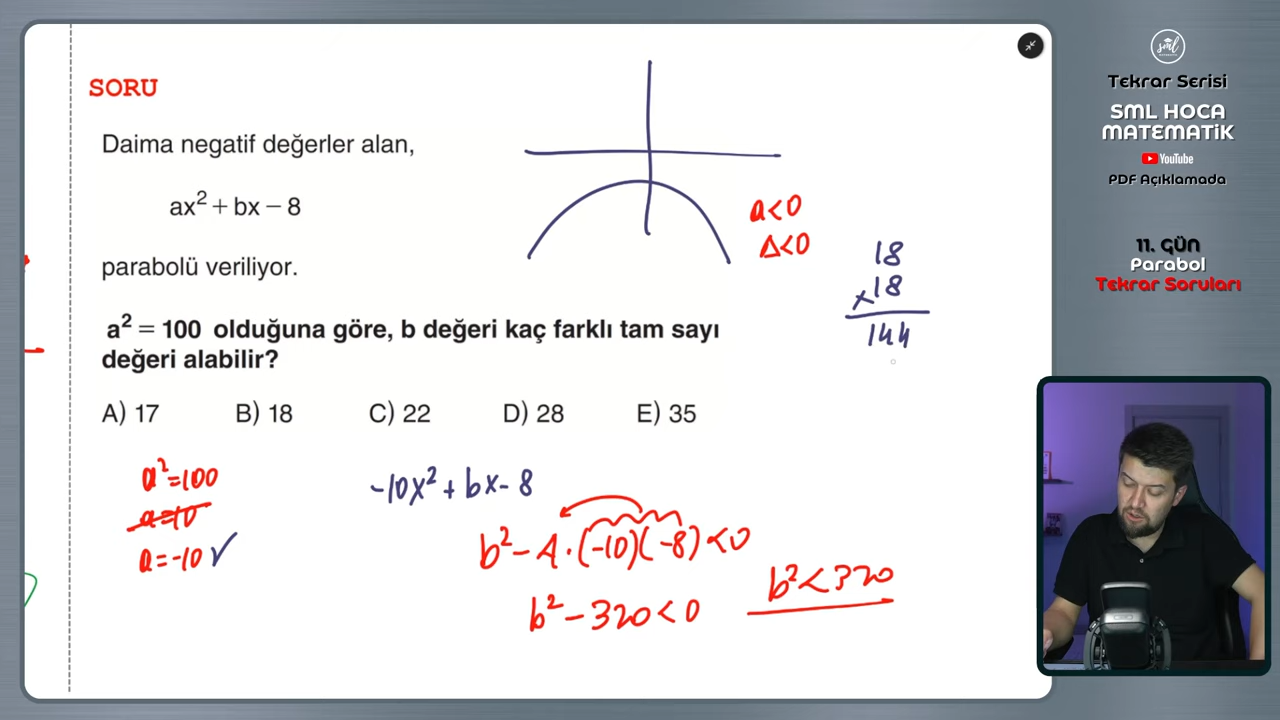 SORU
Daima negatif değerler alan,
ax² + bx − 8
parabolü veriliyor.
a² = 100 olduğuna göre, b değeri kaç farklı tam sayı
değeri alabilir?
A) 17 B) 18 C) 22 D) 28 E) 35
a<0
Δ<0
18
×18
144
a²=100
a=10
a=-10 ✓
-10x² + bx - 8
b² - 4·(-10)(-8) < 0
b² - 320 < 0
b² < 320
sml
Tekrar Serisi
SML HOCA
MATEMATİK
YouTube
PDF Açıklamada
11. GÜN
Parabol
Tekrar Soruları